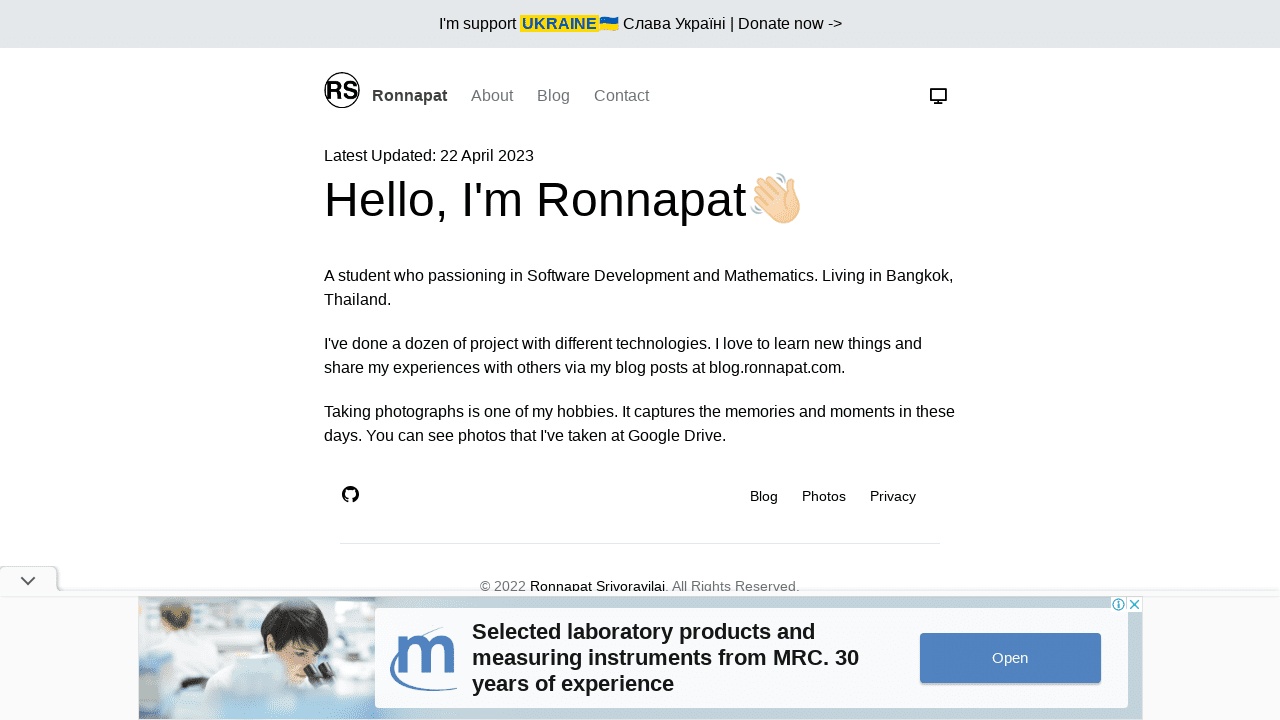 I'm support UKRAINE🇺🇦 Слава Україні | Donate now ->
RS Ronnapat About Blog Contact
Latest Updated: 22 April 2023
Hello, I'm Ronnapat👋🏻
A student who passioning in Software Development and Mathematics. Living in Bangkok,
Thailand.
I've done a dozen of project with different technologies. I love to learn new things and
share my experiences with others via my blog posts at blog.ronnapat.com.
Taking photographs is one of my hobbies. It captures the memories and moments in these
days. You can see photos that I've taken at Google Drive.
Blog Photos Privacy
© 2022 Ronnapat Srivoravilai. All Rights Reserved.
m
Selected laboratory products and
measuring instruments from MRC. 30
years of experience
Open